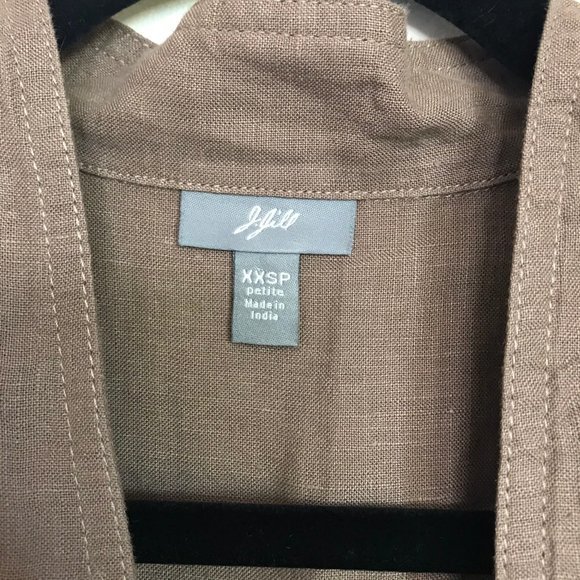 J.Jill
XXSP
petite
Made in
India